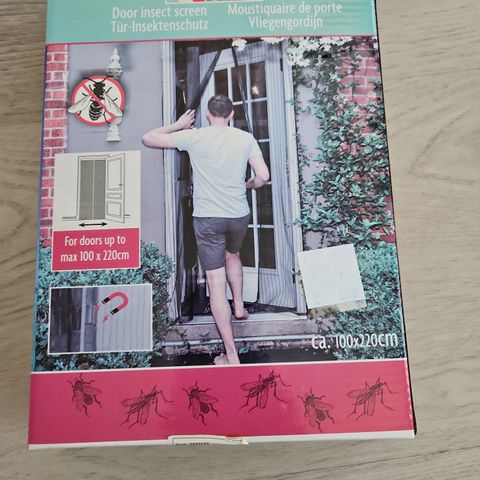 Door insect screen
Tür-Insektenschutz
Moustiquaire de porte
Vliegengordijn
For doors up to
max 100 x 220cm
ca. 100x220cm